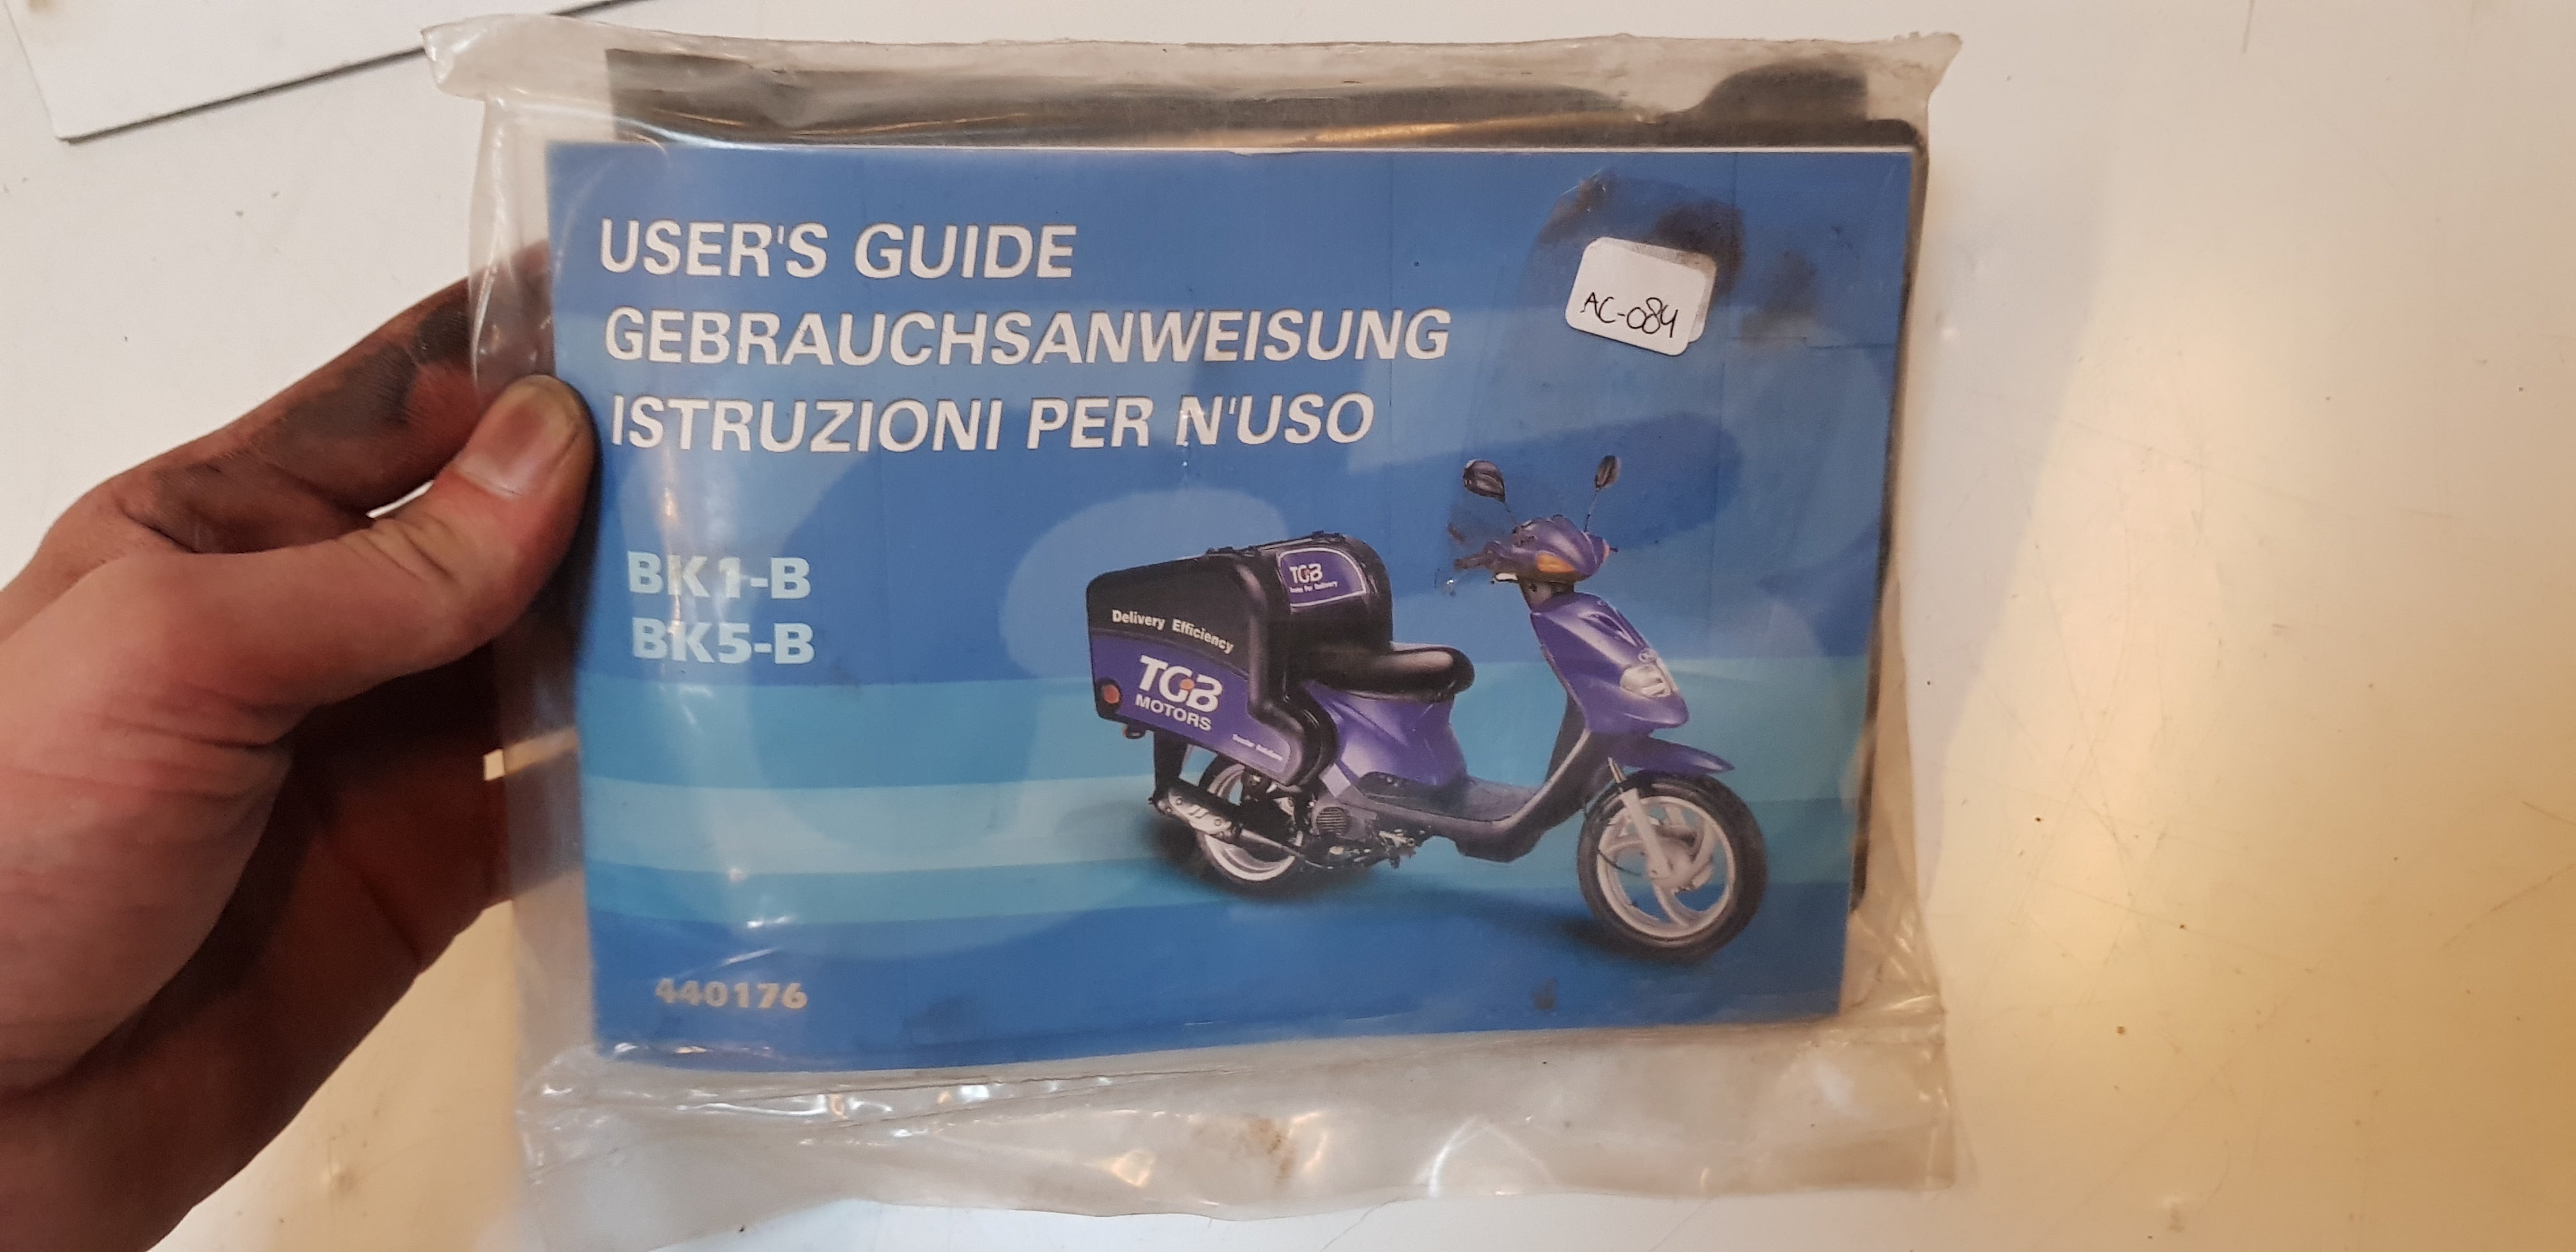 USER'S GUIDE
GEBRAUCHSANWEISUNG
ISTRUZIONI PER N'USO
AC-084
BK1-B
BK5-B
TGB
Delivery Efficiency
TGB
MOTORS
440176